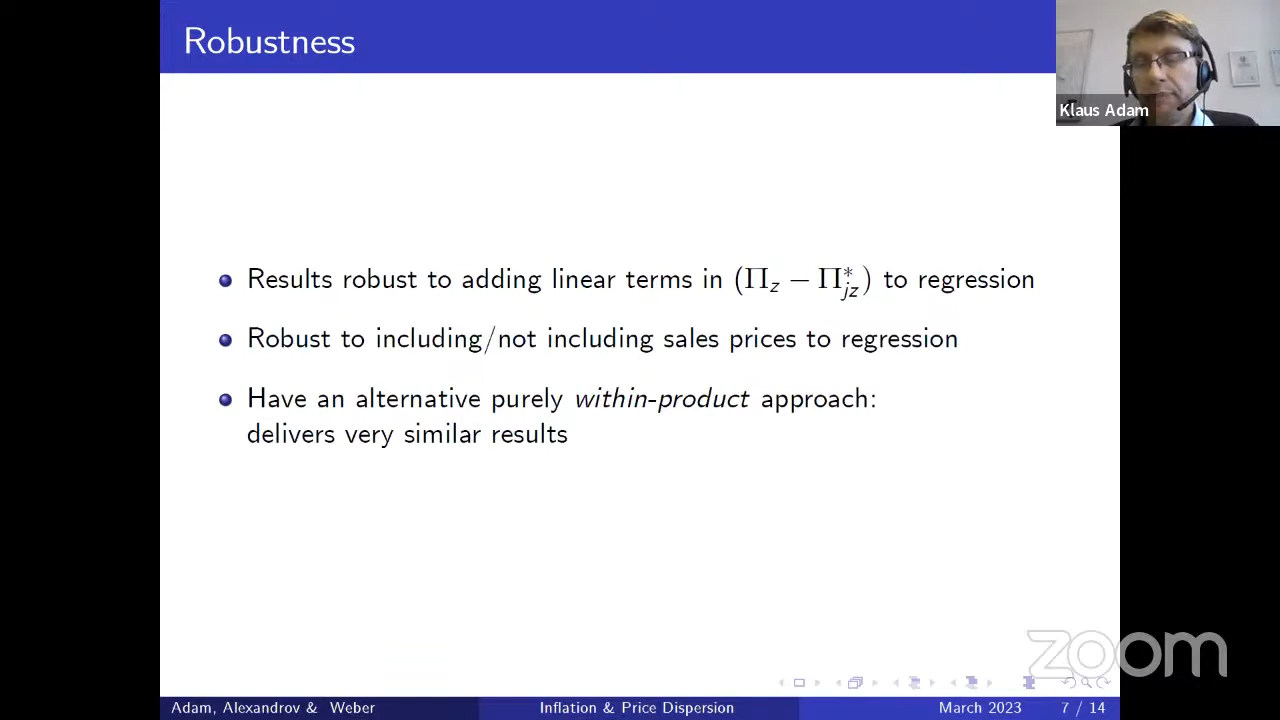 Robustness
Klaus Adam
Results robust to adding linear terms in (Π_z − Π*_{jz}) to regression
Robust to including/not including sales prices to regression
Have an alternative purely within-product approach:
delivers very similar results
zoom
Adam, Alexandrov & Weber
Inflation & Price Dispersion
March 2023
7 / 14